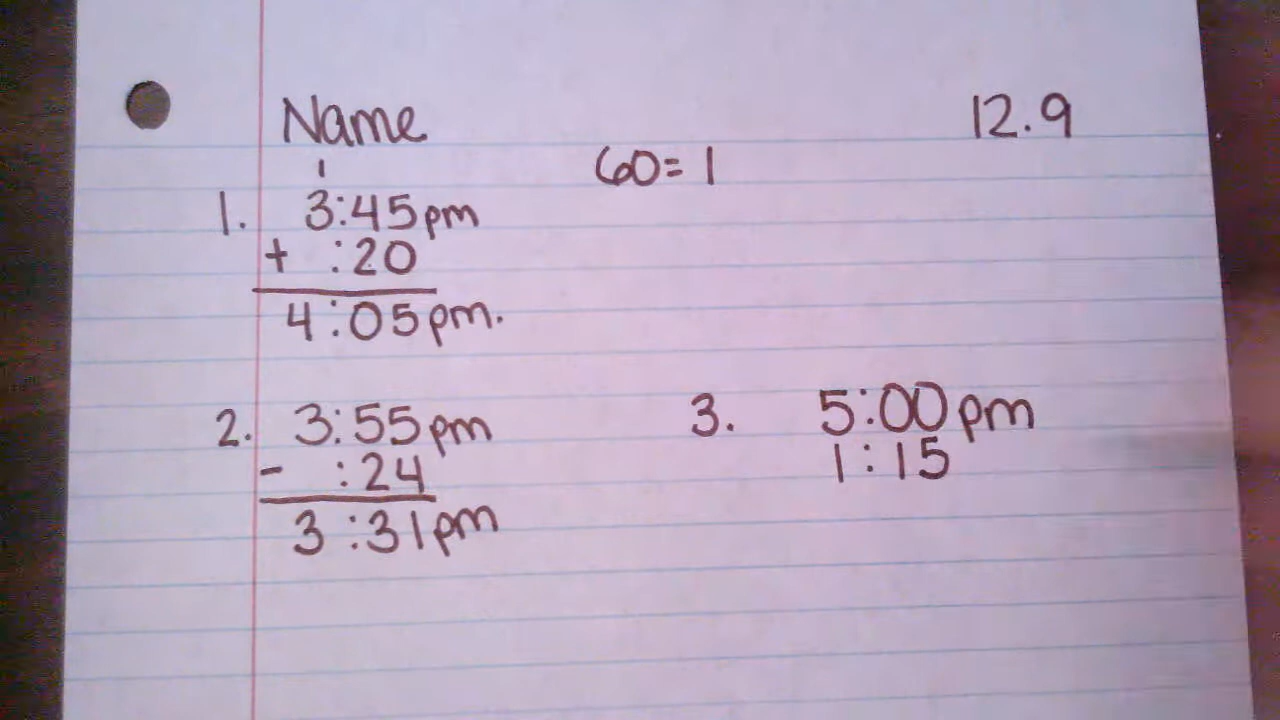 Name
12.9
60=1
1
1. 3:45pm
+ :20
4:05pm.
2. 3:55pm
- :24
3:31pm
3. 5:00pm
1:15